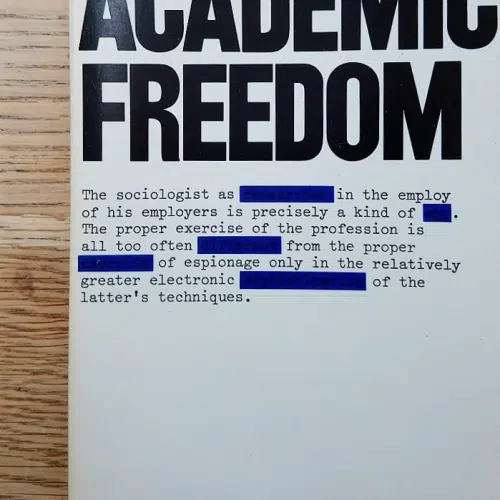 ACADEMIC
FREEDOM
The sociologist as researcher in the employ
of his employers is precisely a kind of .
The proper exercise of the profession is
all too often different from the proper
of espionage only in the relatively
greater electronic of the
latter's techniques.